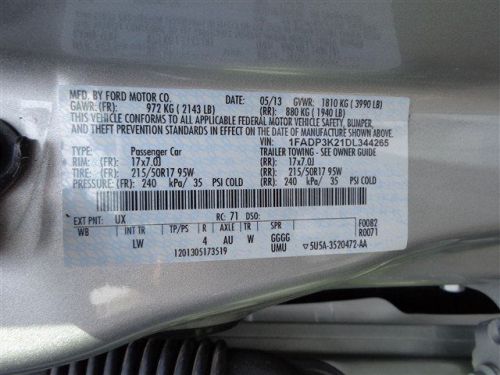 MFD. BY FORD MOTOR CO. DATE: 05/13 GVWR: 1810 KG ( 3990 LB)
GAWR: (FR): 972 KG ( 2143 LB) (RR): 880 KG ( 1940 LB)
THIS VEHICLE CONFORMS TO ALL APPLICABLE FEDERAL MOTOR VEHICLE SAFETY, BUMPER,
AND THEFT PREVENTION STANDARDS IN EFFECT ON THE DATE OF MANUFACTURE SHOWN ABOVE.
VIN: 1FADP3K21DL344265
TYPE: Passenger Car TRAILER TOWING - SEE OWNER GUIDE
RIM: (FR) 17x7.0J (RR): 17x7.0J
TIRE: (FR) 215/50R17 95W (RR): 215/50R17 95W
PRESSURE: (FR) 240 kPa/ 35 PSI COLD (RR): 240 kPa/ 35 PSI COLD
EXT PNT: UX RC: 71 DSO: F0082
WB INT TR TP/PS R AXLE TR SPR R0071
LW 4 AU W GGGG
1201305173519 UMU 5U5A-3520472-AA